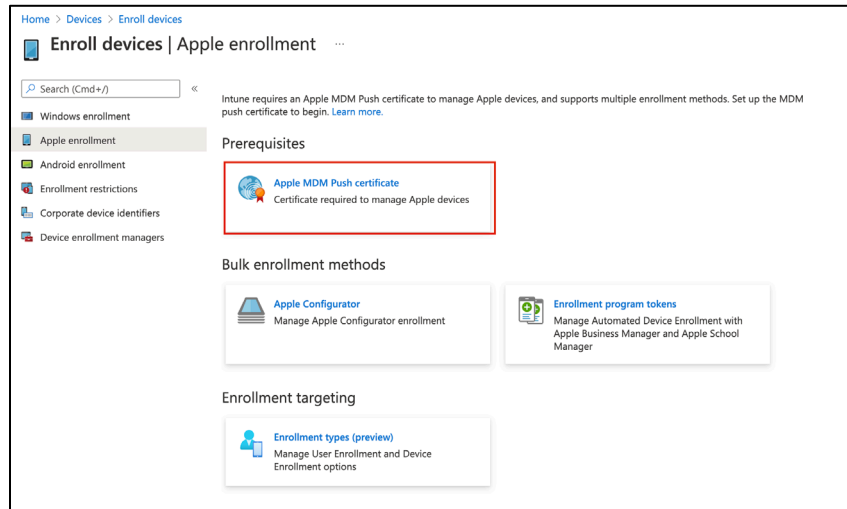 Home > Devices > Enroll devices
Enroll devices | Apple enrollment ...
Search (Cmd+/) «
Windows enrollment
Apple enrollment
Android enrollment
Enrollment restrictions
Corporate device identifiers
Device enrollment managers
Intune requires an Apple MDM Push certificate to manage Apple devices, and supports multiple enrollment methods. Set up the MDM
push certificate to begin. Learn more.
Prerequisites
Apple MDM Push certificate
Certificate required to manage Apple devices
Bulk enrollment methods
Apple Configurator
Manage Apple Configurator enrollment
Enrollment program tokens
Manage Automated Device Enrollment with
Apple Business Manager and Apple School
Manager
Enrollment targeting
Enrollment types (preview)
Manage User Enrollment and Device
Enrollment options